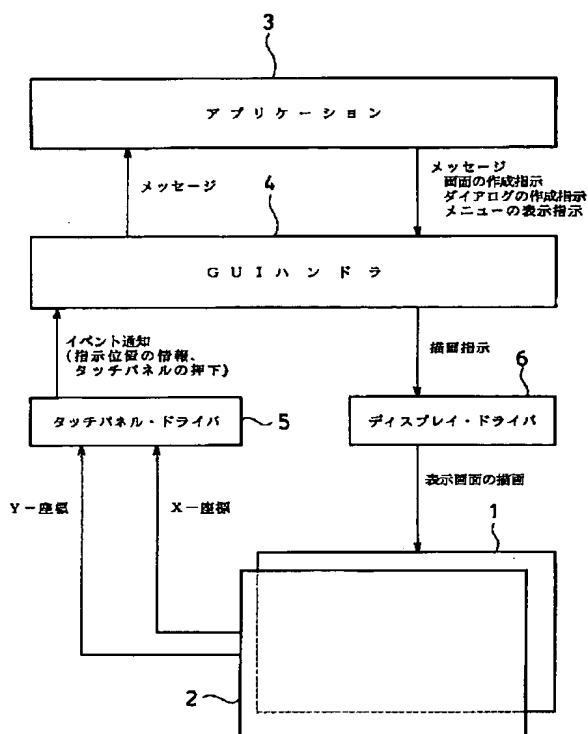 3
アプリケーション
メッセージ
メッセージ
画面の作成指示
ダイアログの作成指示
メニューの表示指示
4
GUIハンドラ
イベント通知
(指示位置の情報、
タッチパネルの押下)
描画指示
6
タッチパネル・ドライバ
5
ディスプレイ・ドライバ
Y－座標
X－座標
表示画面の描画
1
2